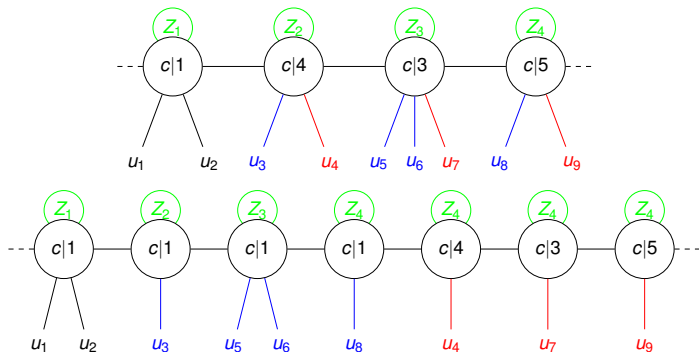 Z₁ Z₂ Z₃ Z₄
c|1 c|4 c|3 c|5
u₁ u₂ u₃ u₄ u₅ u₆ u₇ u₈ u₉
Z₁ Z₂ Z₃ Z₄ Z₄ Z₄ Z₄
c|1 c|1 c|1 c|1 c|4 c|3 c|5
u₁ u₂ u₃ u₅ u₆ u₈ u₄ u₇ u₉